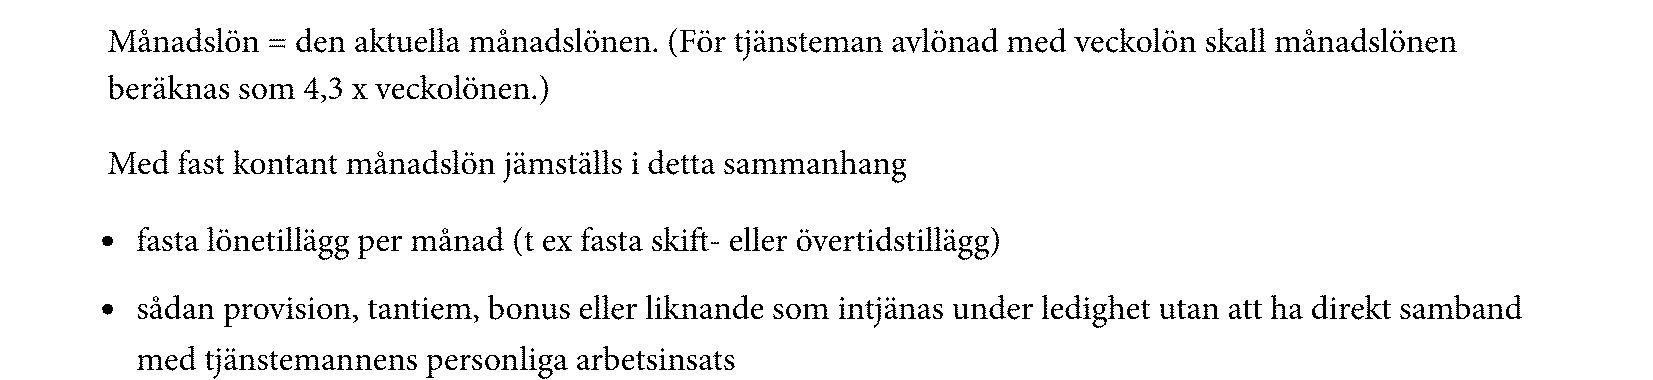 Månadslön = den aktuella månadslönen. (För tjänsteman avlönad med veckolön skall månadslönen
beräknas som 4,3 x veckolönen.)
Med fast kontant månadslön jämställs i detta sammanhang
• fasta lönetillägg per månad (t ex fasta skift- eller övertidstillägg)
• sådan provision, tantiem, bonus eller liknande som intjänas under ledighet utan att ha direkt samband
med tjänstemannens personliga arbetsinsats